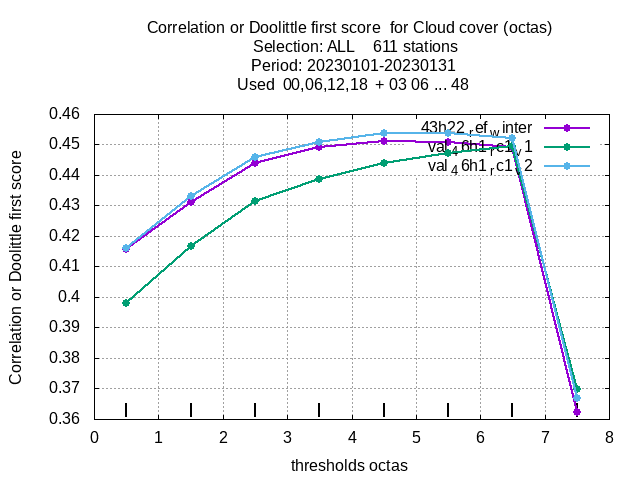 Correlation or Doolittle first score  for Cloud cover (octas)
Selection: ALL    611 stations
Period: 20230101-20230131
Used  00,06,12,18  + 03 06 ... 48
0.46
0.45
0.44
0.43
0.42
0.41
0.4
0.39
0.38
0.37
0.36
Correlation or Doolittle first score
43h22_ref_winter
val_46h1_rc1_v1
val_46h1_rc1_v2
0 1 2 3 4 5 6 7 8
thresholds octas